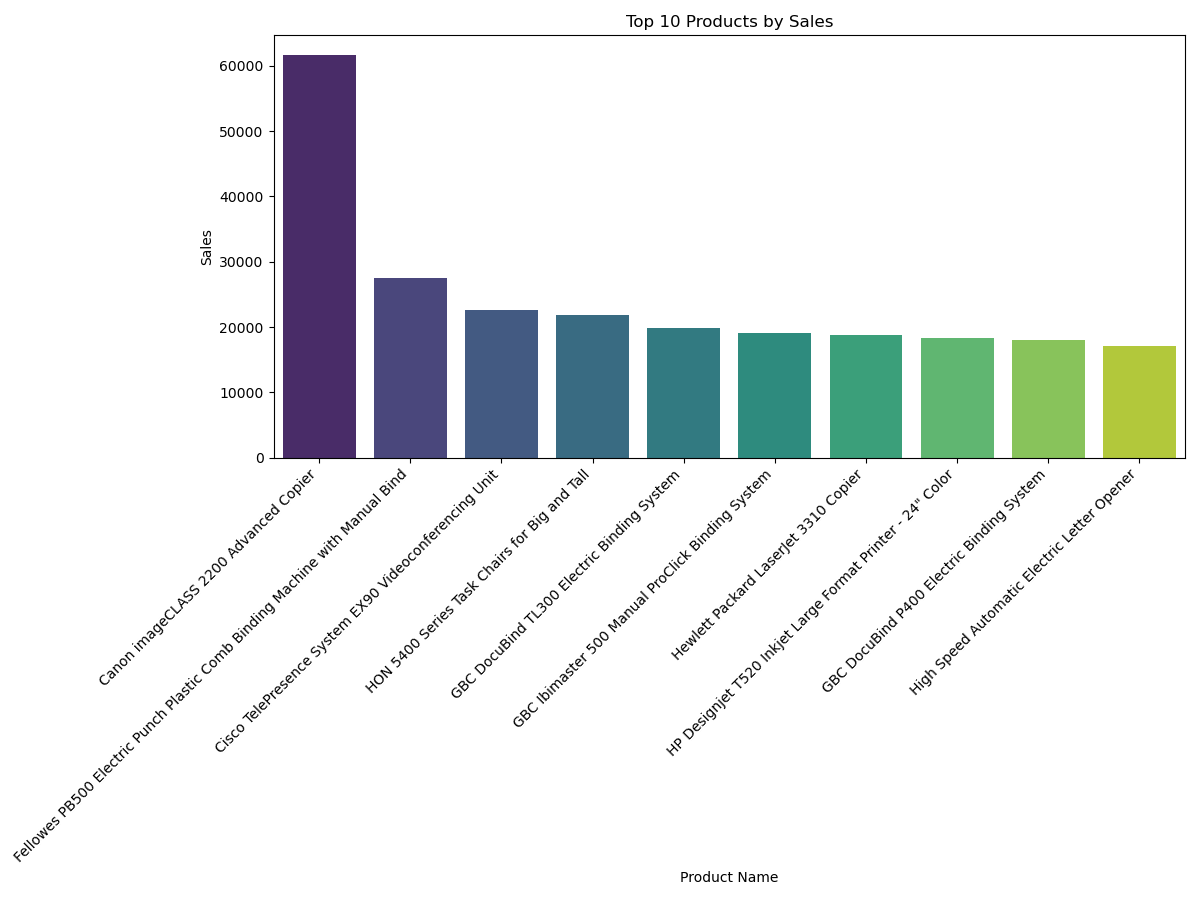 Top 10 Products by Sales
Sales
60000
50000
40000
30000
20000
10000
0
Canon imageCLASS 2200 Advanced Copier
Fellowes PB500 Electric Punch Plastic Comb Binding Machine with Manual Bind
Cisco TelePresence System EX90 Videoconferencing Unit
HON 5400 Series Task Chairs for Big and Tall
GBC DocuBind TL300 Electric Binding System
GBC Ibimaster 500 Manual ProClick Binding System
Hewlett Packard LaserJet 3310 Copier
HP Designjet T520 Inkjet Large Format Printer - 24" Color
GBC DocuBind P400 Electric Binding System
High Speed Automatic Electric Letter Opener
Product Name